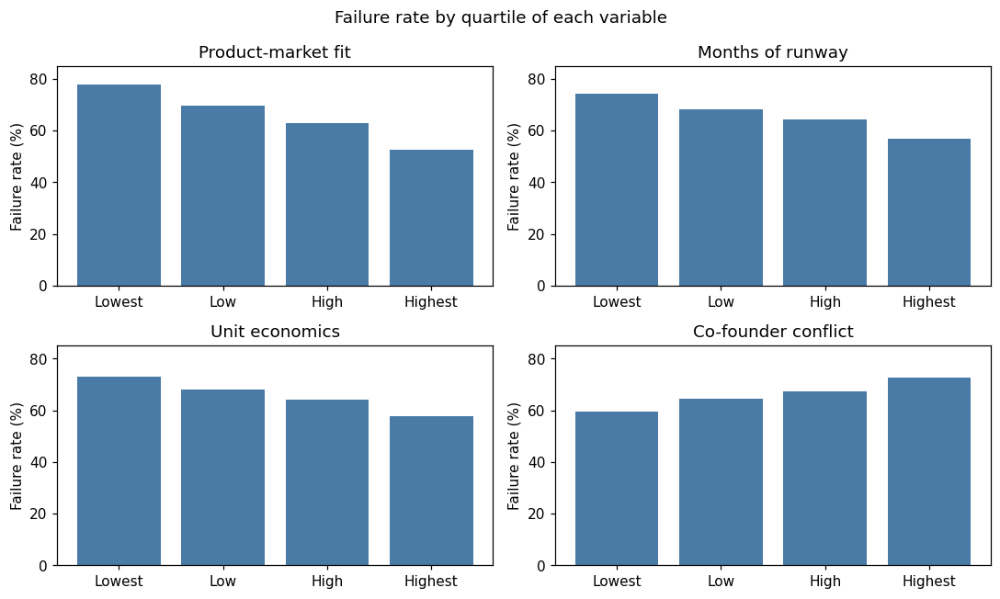 Failure rate by quartile of each variable
Product-market fit
Failure rate (%)
80
60
40
20
0
Lowest Low High Highest
Months of runway
Failure rate (%)
80
60
40
20
0
Lowest Low High Highest
Unit economics
Failure rate (%)
80
60
40
20
0
Lowest Low High Highest
Co-founder conflict
Failure rate (%)
80
60
40
20
0
Lowest Low High Highest